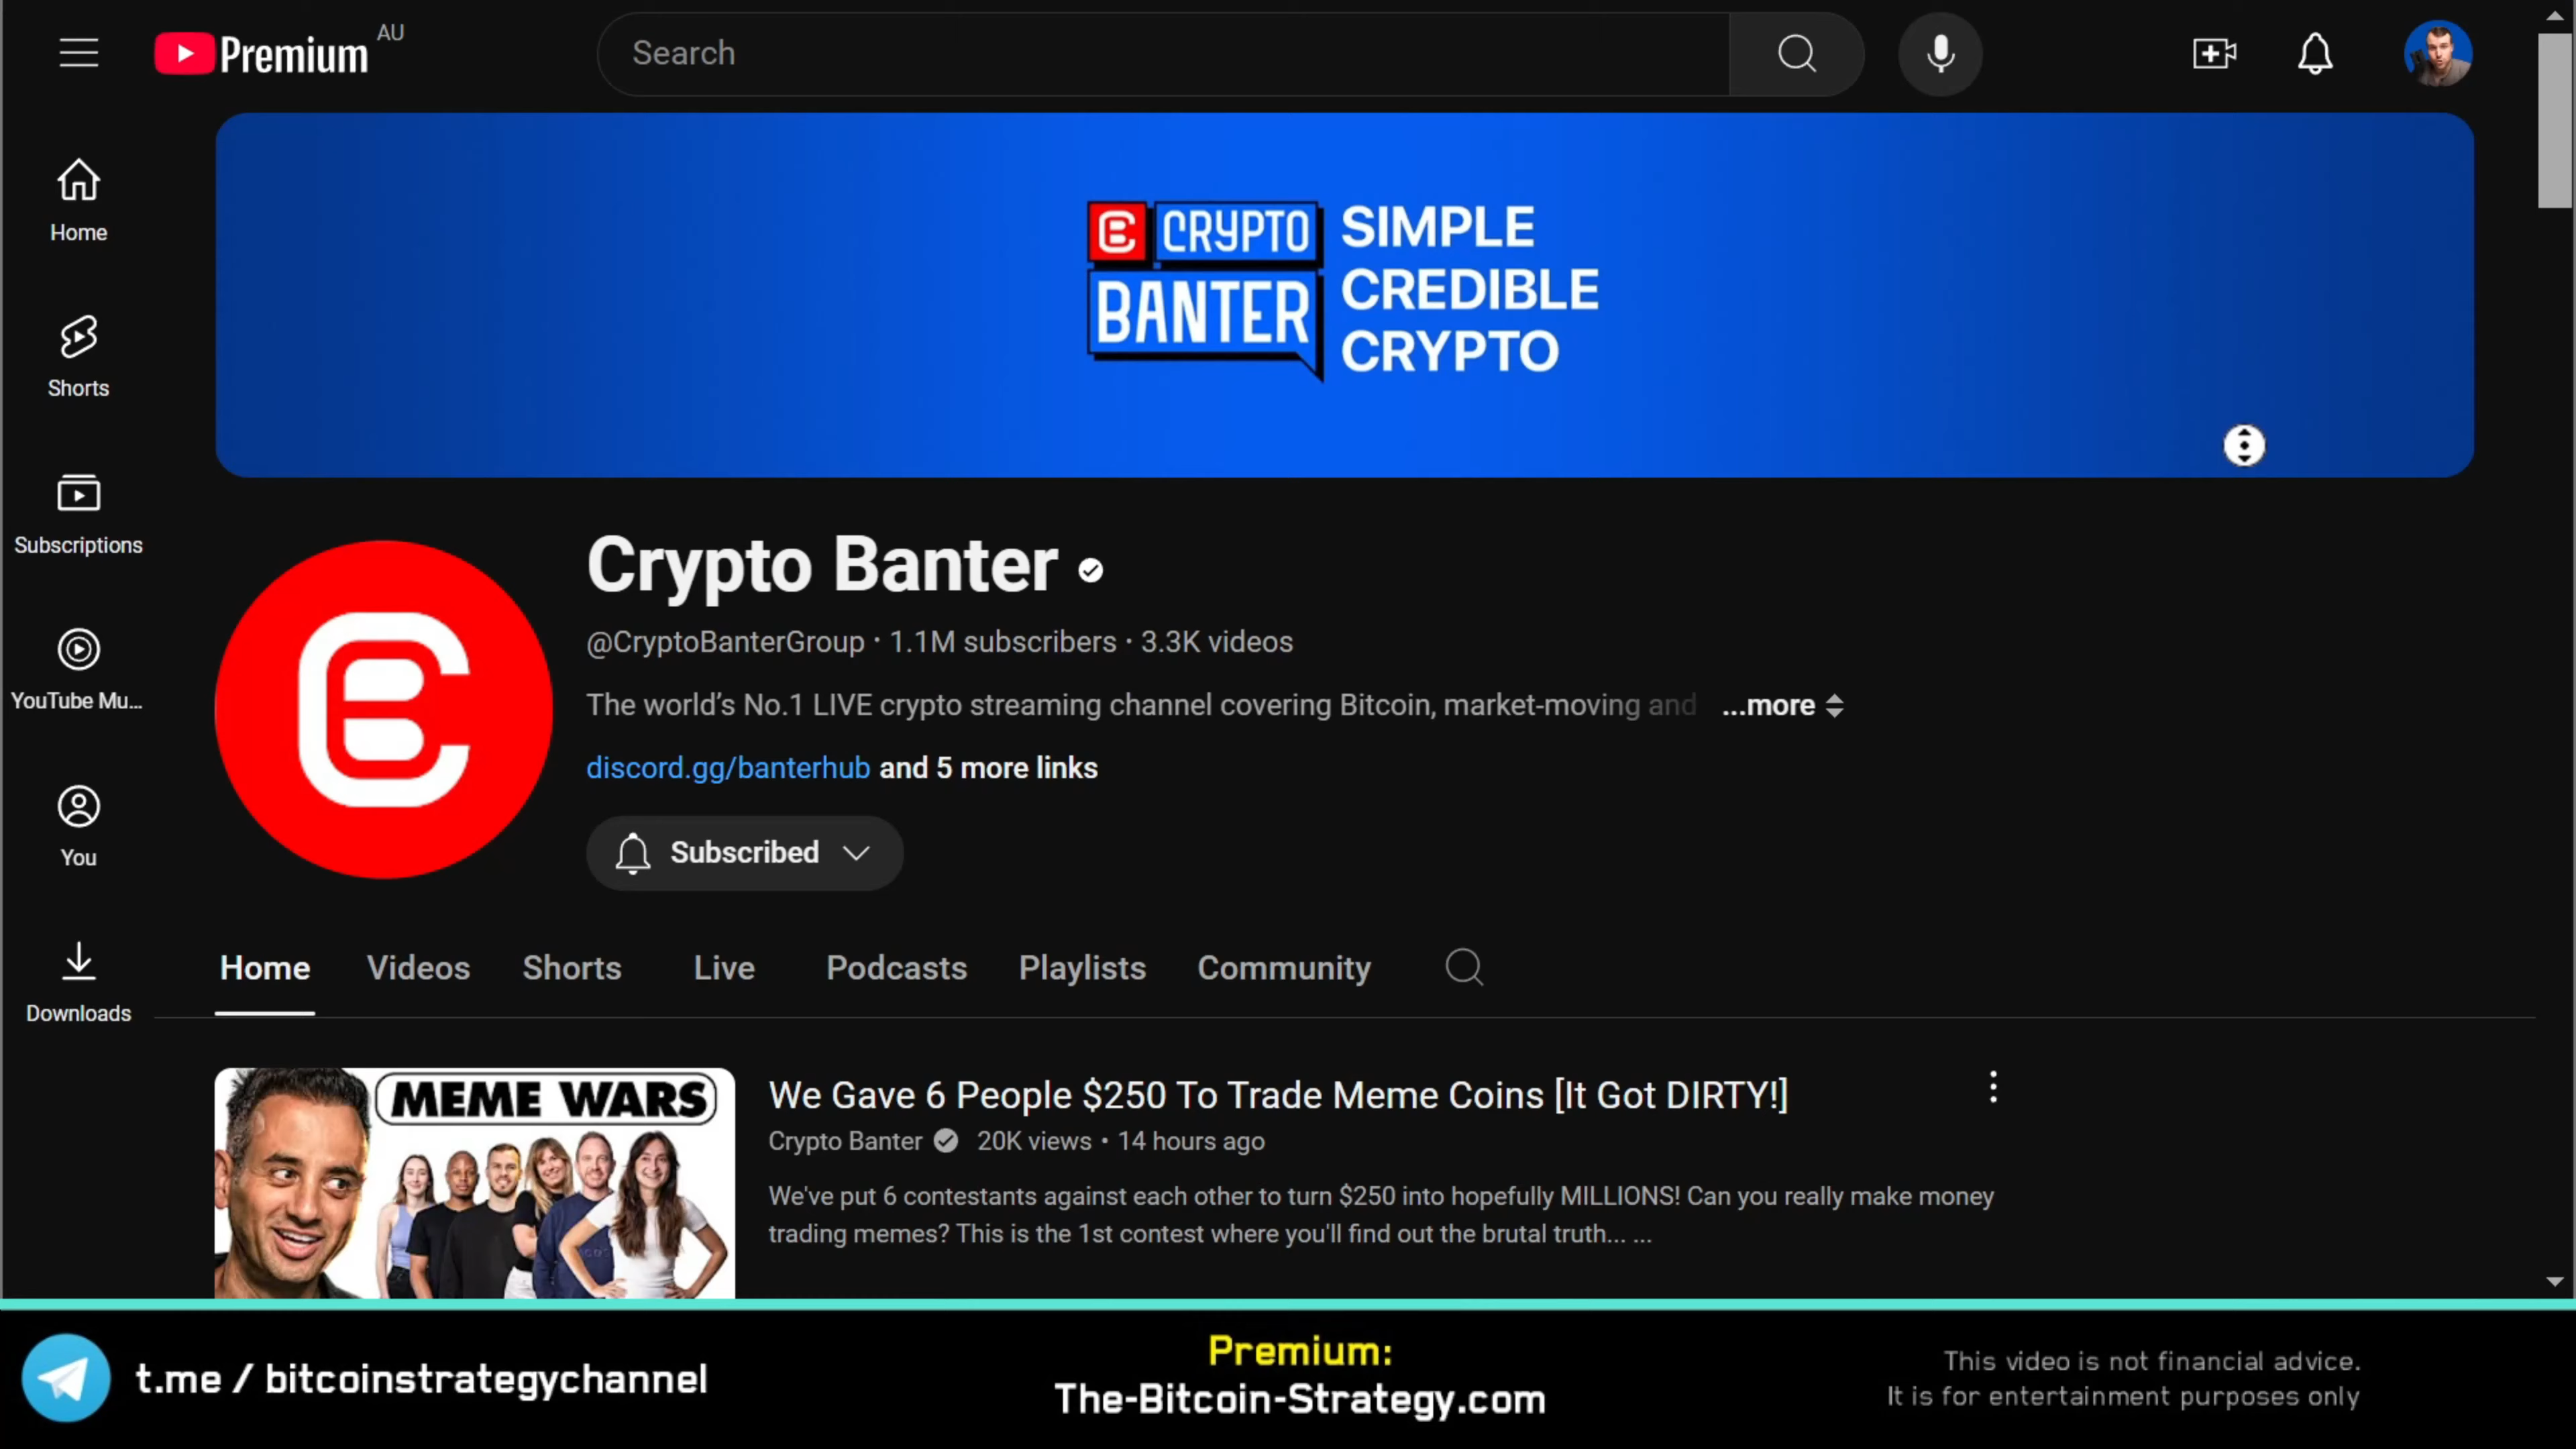 Premium AU
Search
Home
Shorts
Subscriptions
YouTube Mu...
You
Downloads
CRYPTO
BANTER
SIMPLE
CREDIBLE
CRYPTO
Crypto Banter
@CryptoBanterGroup · 1.1M subscribers · 3.3K videos
The world's No.1 LIVE crypto streaming channel covering Bitcoin, market-moving and ...more
discord.gg/banterhub and 5 more links
Subscribed
Home Videos Shorts Live Podcasts Playlists Community
MEME WARS
We Gave 6 People $250 To Trade Meme Coins [It Got DIRTY!]
Crypto Banter 20K views • 14 hours ago
We've put 6 contestants against each other to turn $250 into hopefully MILLIONS! Can you really make money
trading memes? This is the 1st contest where you'll find out the brutal truth... ...
t.me / bitcoinstrategychannel
Premium:
The-Bitcoin-Strategy.com
This video is not financial advice.
It is for entertainment purposes only